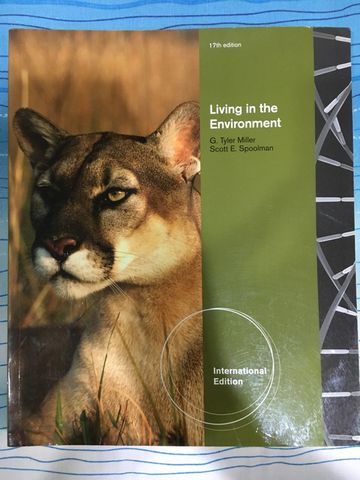 17th edition
Living in the
Environment
G. Tyler Miller
Scott E. Spoolman
International
Edition